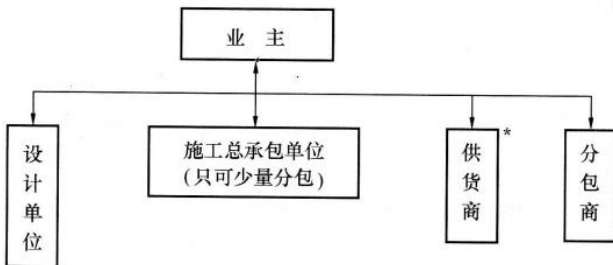 业 主
设计单位
施工总承包单位
(只可少量分包)
供货商
*
分包商